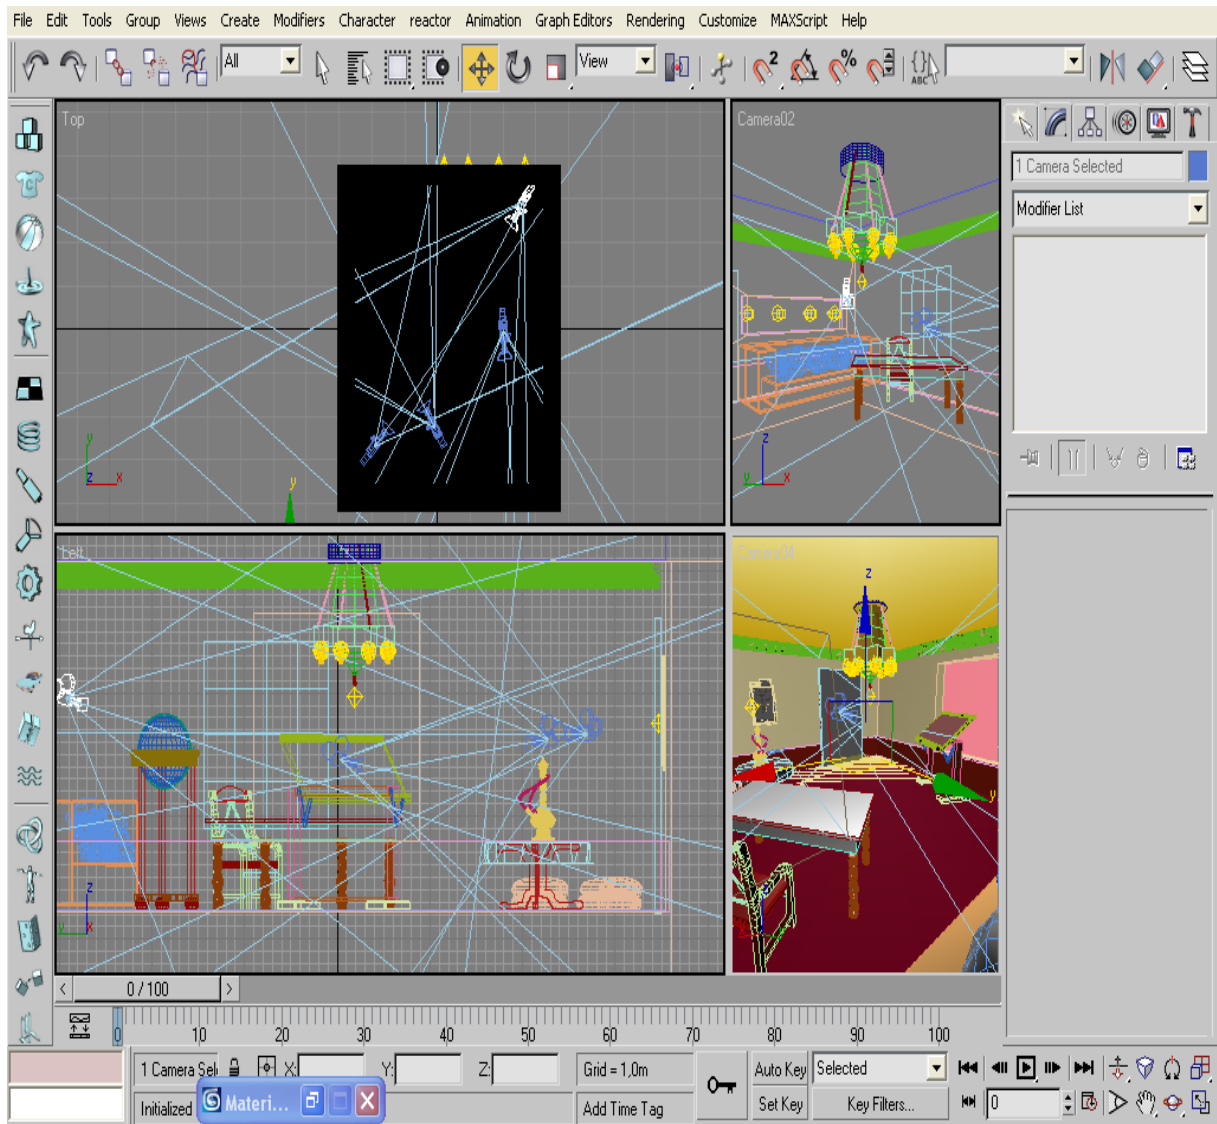 File Edit Tools Group Views Create Modifiers Character reactor Animation Graph Editors Rendering Customize MAXScript Help
All
View
2
%
ABC
Top
Camera02
1 Camera Selected
Modifier List
y
z x
y
z
y x
Left
Camera04
z
y
z
y x
< 0 / 100 >
0 10 20 30 40 50 60 70 80 90 100
1 Camera Sel X: Y: Z: Grid = 1,0m Auto Key Selected
Initialized Materi... Add Time Tag Set Key Key Filters... 0